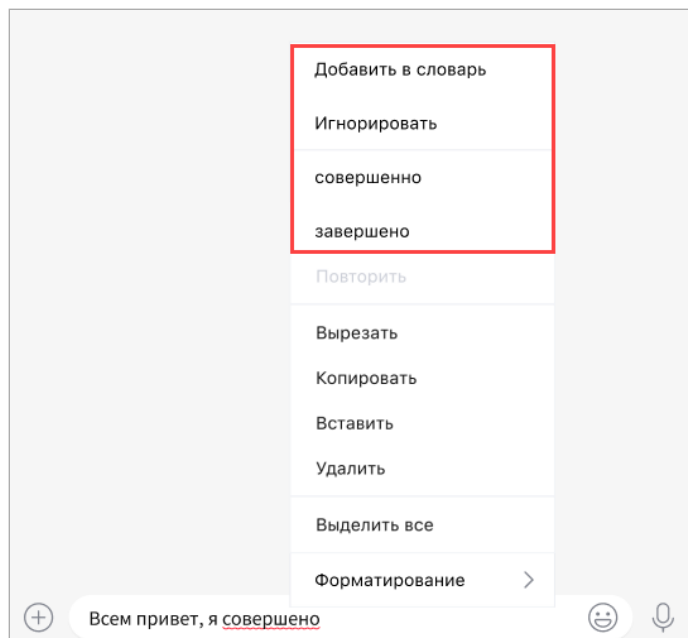 Добавить в словарь
Игнорировать
совершенно
завершено
Повторить
Вырезать
Копировать
Вставить
Удалить
Выделить все
Форматирование
Всем привет, я совершено